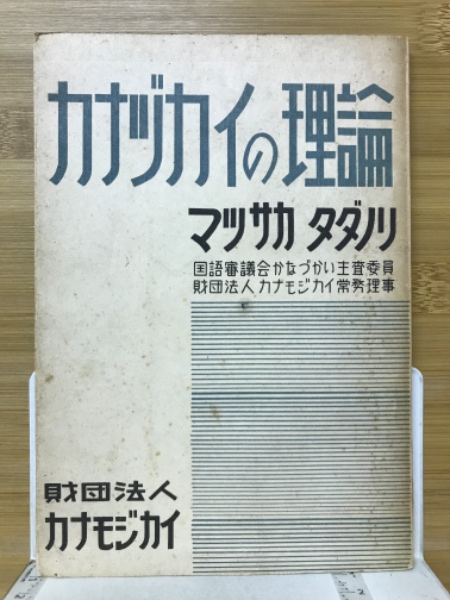 カナヅカイの理論
マツサカ タダノリ
国語審議会かなづかい主査委員
財団法人 カナモジカイ常務理事
財団法人
カナモジカイ